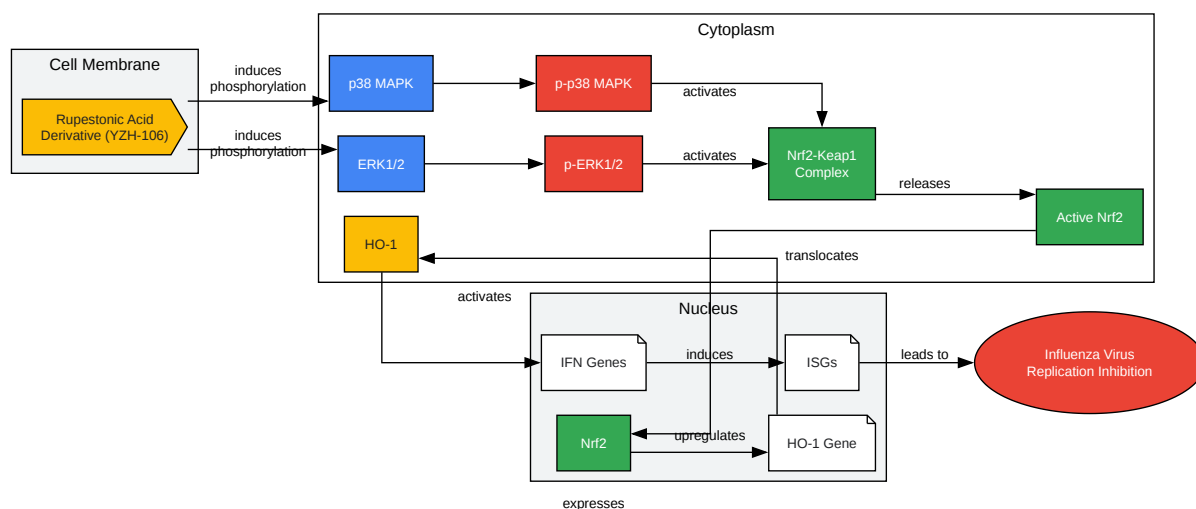 Cytoplasm
Cell Membrane
induces
phosphorylation
p38 MAPK
p-p38 MAPK
activates
Rupestonic Acid
Derivative (YZH-106)
induces
phosphorylation
ERK1/2
p-ERK1/2
activates
Nrf2-Keap1
Complex
releases
Active Nrf2
HO-1
translocates
activates
Nucleus
IFN Genes
induces
ISGs
leads to
Influenza Virus
Replication Inhibition
Nrf2
upregulates
HO-1 Gene
expresses